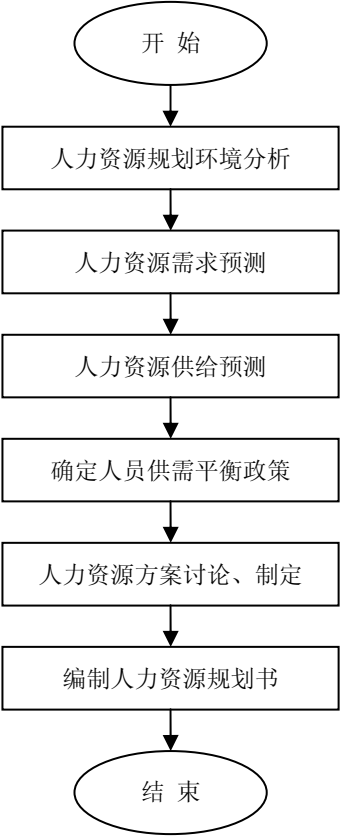 开 始
人力资源规划环境分析
人力资源需求预测
人力资源供给预测
确定人员供需平衡政策
人力资源方案讨论、制定
编制人力资源规划书
结 束